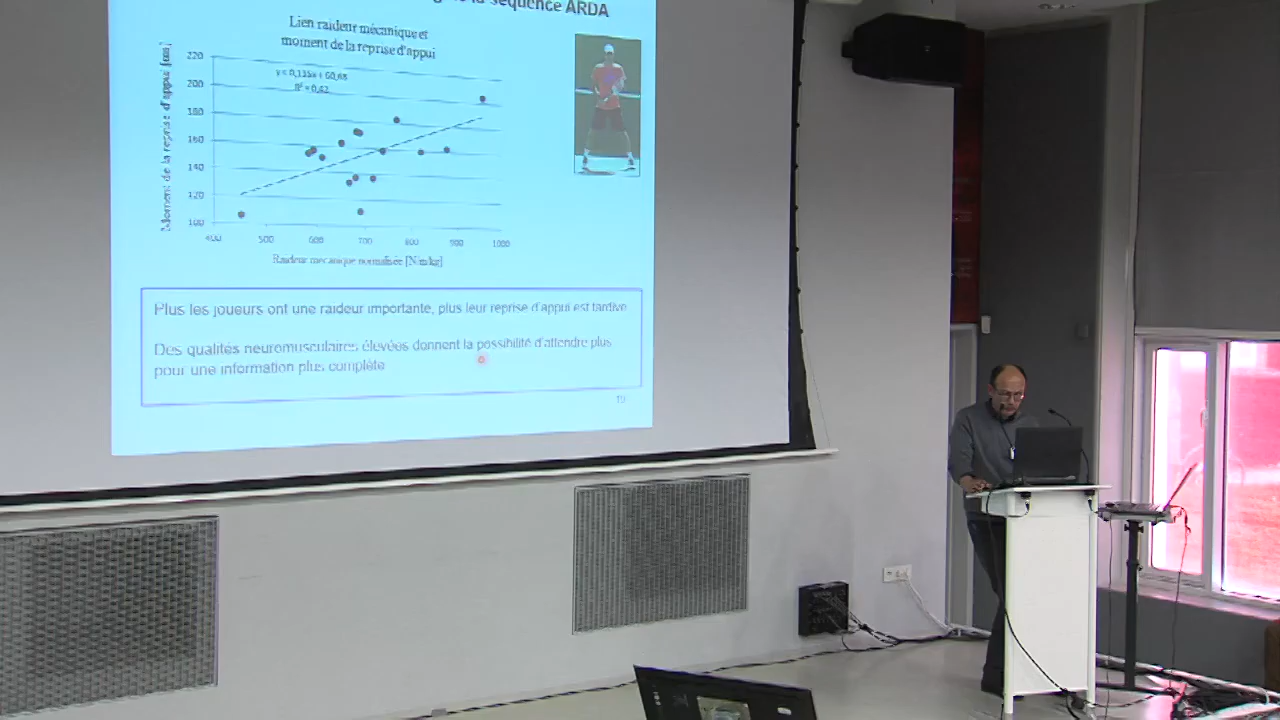 la séquence ARDA
Lien raideur mécanique et
moment de la reprise d'appui
Moment de la reprise d'appui [ms]
220
200
180
160
140
120
100
R² = 0,42
400
500
600
700
800
900
1000
Raideur mécanique normalisée [N/m/kg]
Plus les joueurs ont une raideur importante, plus leur reprise d'appui est tardive
Des qualités neuromusculaires élevées donnent la possibilité d'attendre plus
pour une information plus complète
19